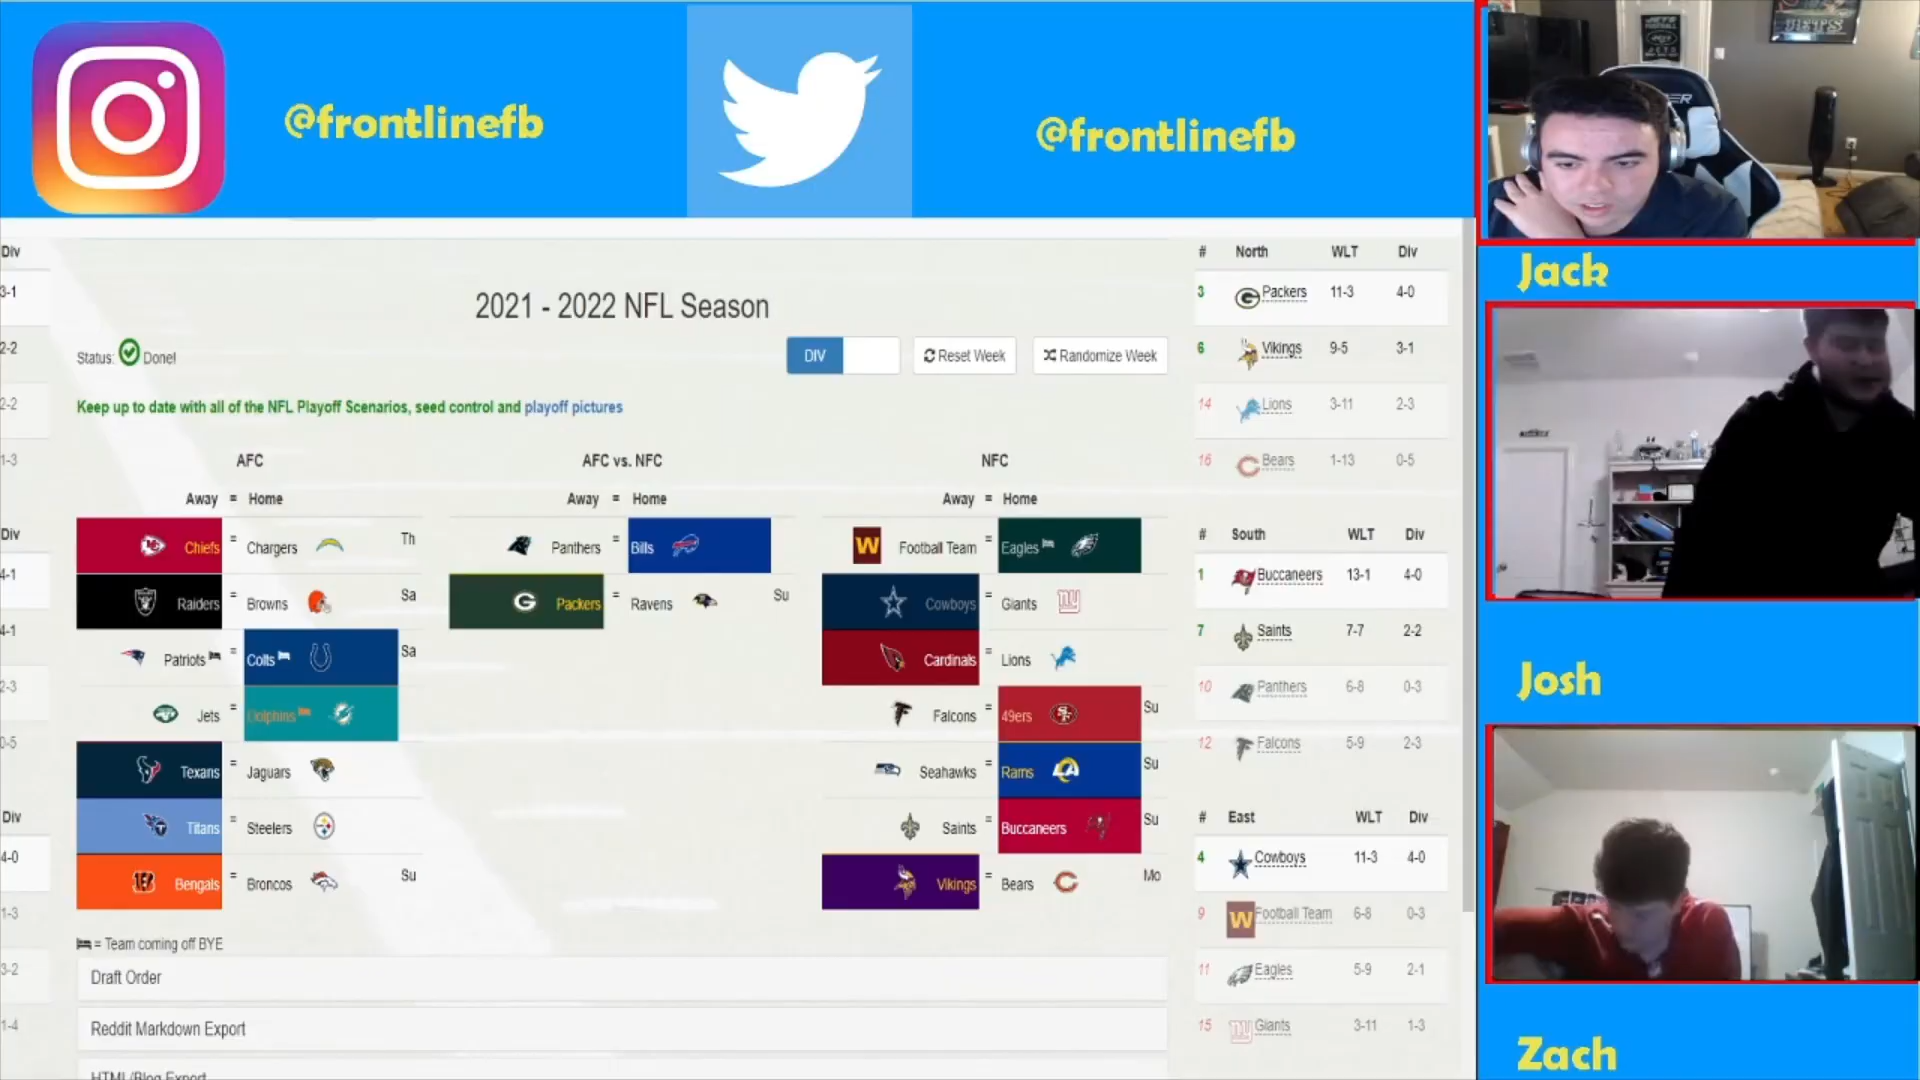 @frontlinefb
@frontlinefb
JETS
Jack
Josh
Zach
Div
3-1
2-2
2-2
1-3
Div
4-1
4-1
2-3
0-5
Div
4-0
1-3
3-2
1-4
2021 - 2022 NFL Season
Status: Done!
DIV
Reset Week
Randomize Week
Keep up to date with all of the NFL Playoff Scenarios, seed control and playoff pictures
AFC
Away = Home
Chiefs = Chargers Th
Raiders = Browns Sa
Patriots = Colts Sa
Jets = Dolphins
Texans = Jaguars
Titans = Steelers
Bengals = Broncos Su
AFC vs. NFC
Away = Home
Panthers = Bills
Packers = Ravens Su
NFC
Away = Home
W Football Team = Eagles
Cowboys = Giants
Cardinals = Lions
Falcons = 49ers Su
Seahawks = Rams Su
Saints = Buccaneers Su
Vikings = Bears Mo
= Team coming off BYE
Draft Order
Reddit Markdown Export
HTML/Blog Export
# North WLT Div
3 Packers 11-3 4-0
6 Vikings 9-5 3-1
14 Lions 3-11 2-3
16 Bears 1-13 0-5
# South WLT Div
1 Buccaneers 13-1 4-0
7 Saints 7-7 2-2
10 Panthers 6-8 0-3
12 Falcons 5-9 2-3
# East WLT Div
4 Cowboys 11-3 4-0
9 W Football Team 6-8 0-3
11 Eagles 5-9 2-1
15 Giants 3-11 1-3